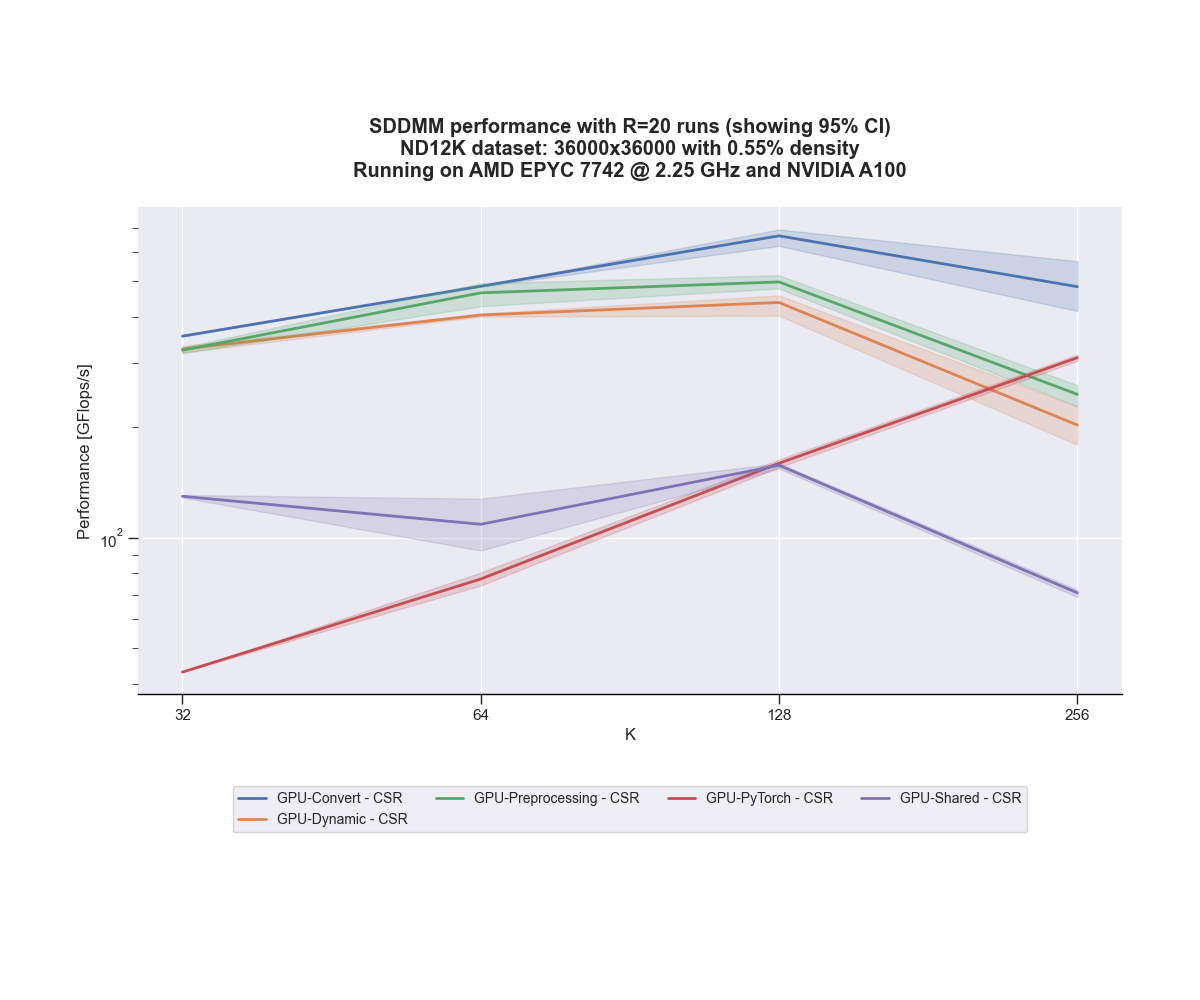 SDDMM performance with R=20 runs (showing 95% CI)
ND12K dataset: 36000x36000 with 0.55% density
Running on AMD EPYC 7742 @ 2.25 GHz and NVIDIA A100
Performance [GFlops/s]
10²
32 64 128 256
K
GPU-Convert - CSR GPU-Preprocessing - CSR GPU-PyTorch - CSR GPU-Shared - CSR
GPU-Dynamic - CSR